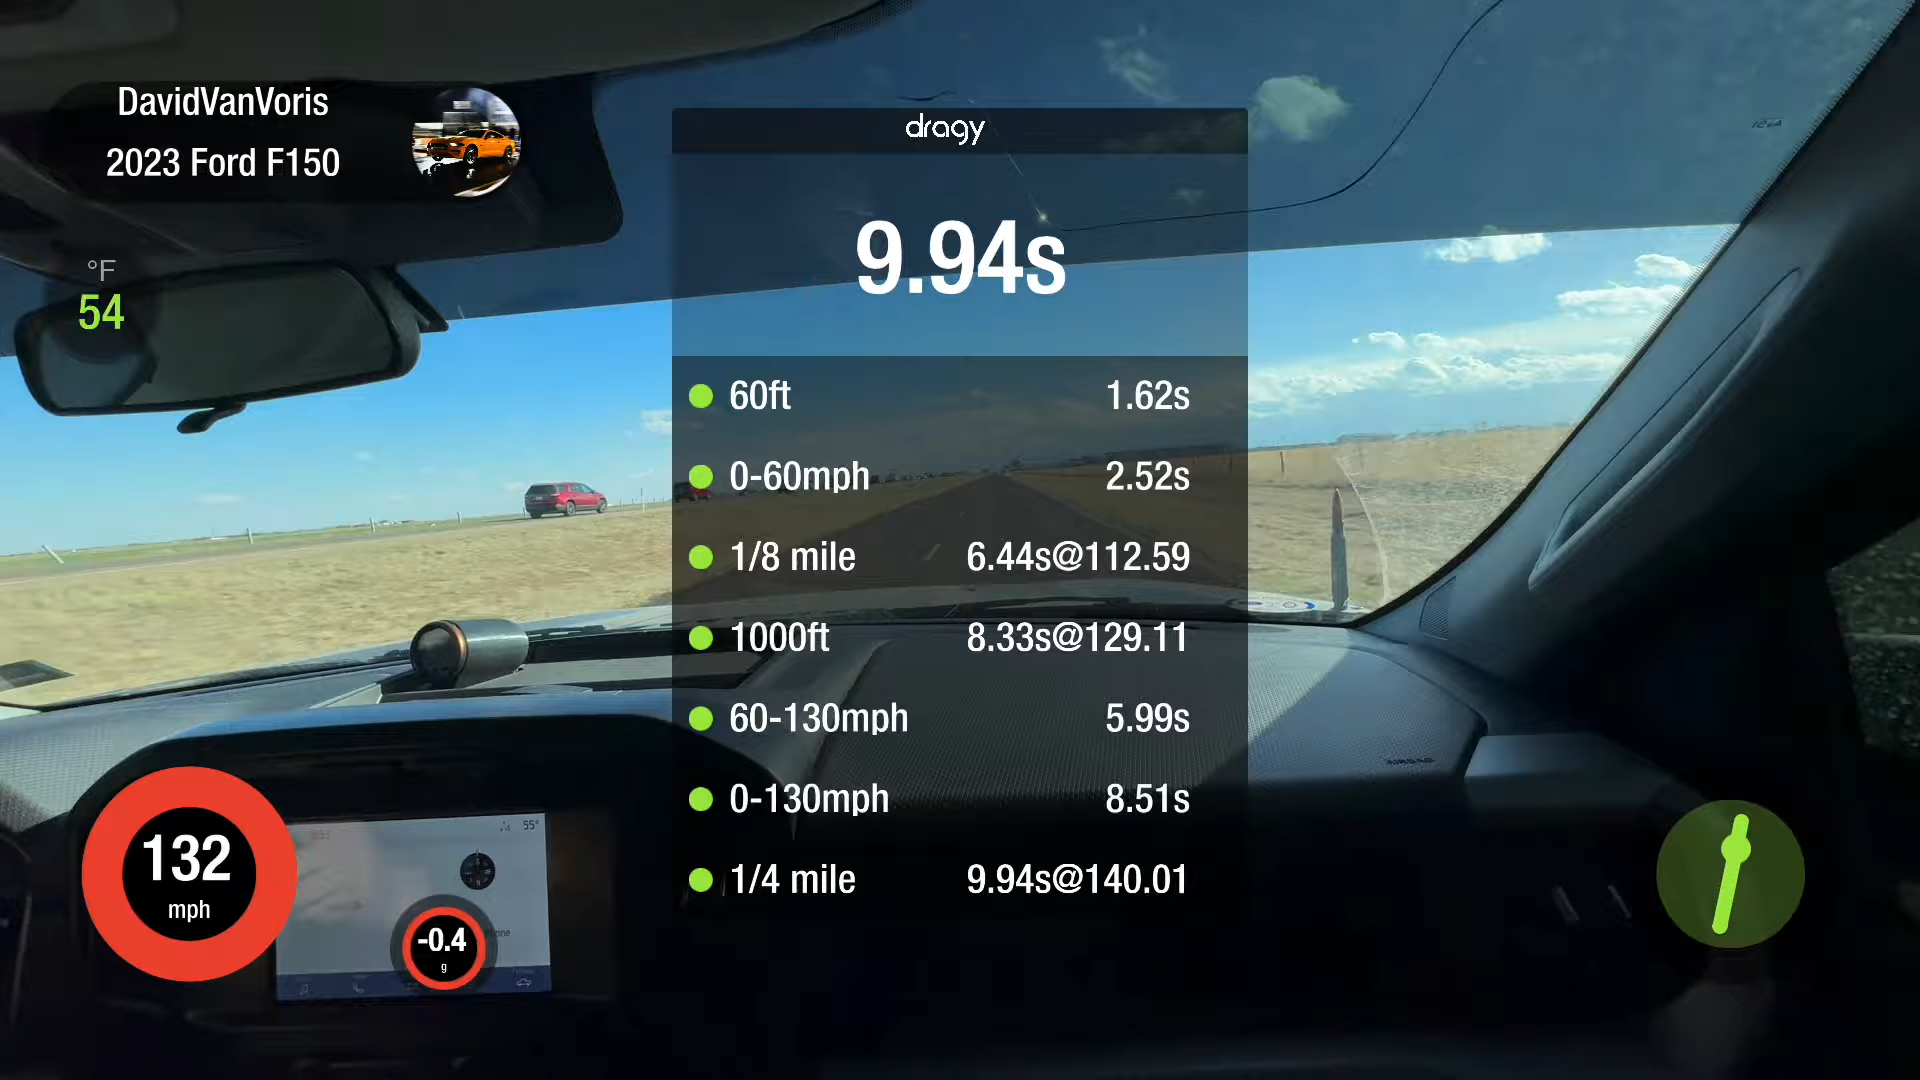 DavidVanVoris
2023 Ford F150
°F
54
dragy
9.94s
60ft 1.62s
0-60mph 2.52s
1/8 mile 6.44s@112.59
1000ft 8.33s@129.11
60-130mph 5.99s
0-130mph 8.51s
1/4 mile 9.94s@140.01
132
mph
55°
-0.4
g
AIRBAG